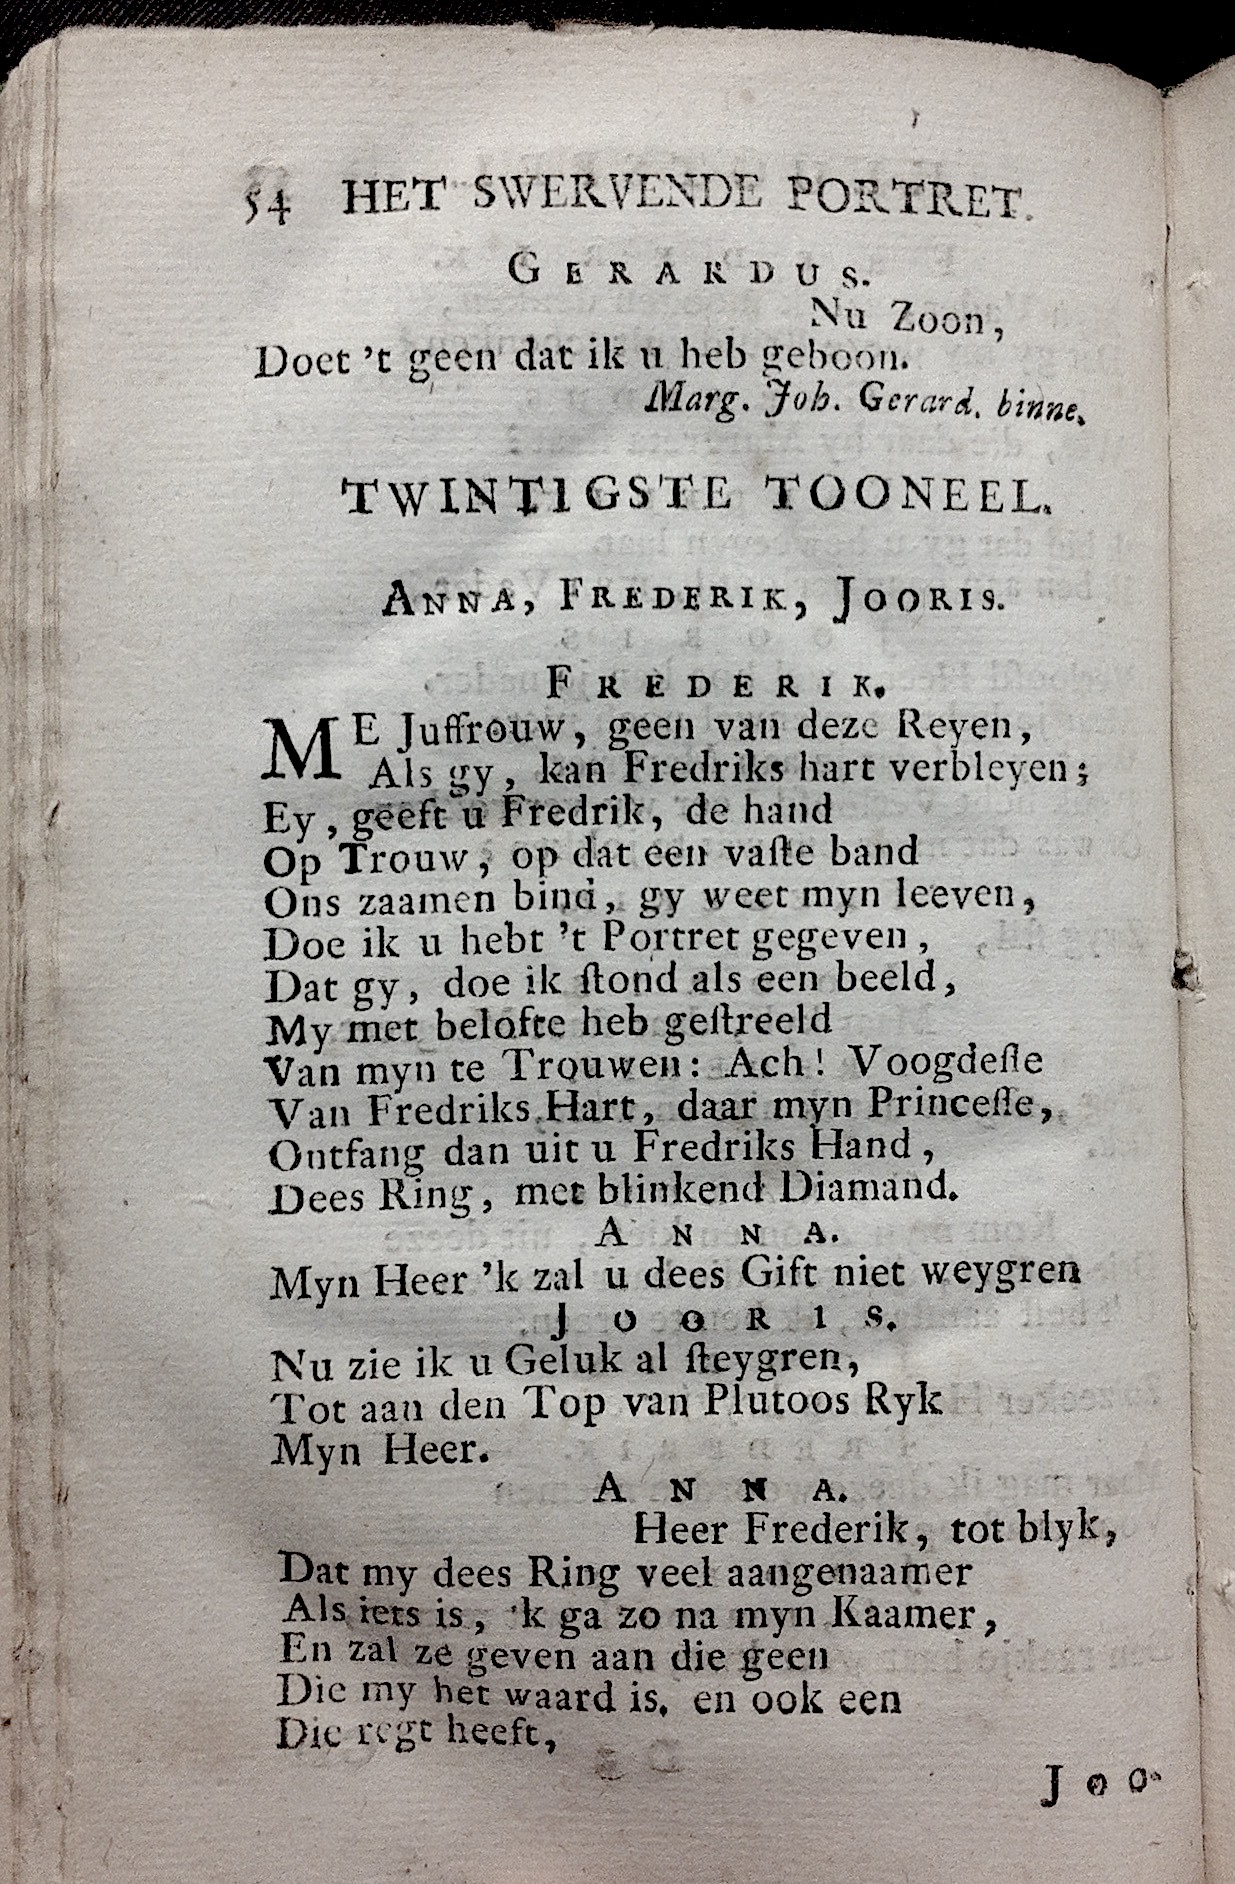 54 HET SWERVENDE PORTRET.
GERARDUS.
Nu Zoon,
Doet 't geen dat ik u heb geboon.
Marg. Joh. Gerard. binne.
TWINTIGSTE TOONEEL.
ANNA, FREDERIK, JOORIS.
FREDERIK.
ME Juffrouw, geen van deze Reyen,
Als gy, kan Fredriks hart verbleyen;
Ey, geeft u Fredrik, de hand
Op Trouw, op dat een vaſte band
Ons zaamen bind, gy weet myn leeven,
Doe ik u hebt 't Portret gegeven,
Dat gy, doe ik ſtond als een beeld,
My met belofte heb geſtreeld
Van myn te Trouwen: Ach! Voogdeſſe
Van Fredriks Hart, daar myn Princeſſe,
Ontfang dan uit u Fredriks Hand,
Dees Ring, met blinkend Diamand.
ANNA.
Myn Heer 'k zal u dees Gift niet weygren
JOORIS.
Nu zie ik u Geluk al ſteygren,
Tot aan den Top van Plutoos Ryk
Myn Heer.
ANNA.
Heer Frederik, tot blyk,
Dat my dees Ring veel aangenaamer
Als iets is, 'k ga zo na myn Kaamer,
En zal ze geven aan die geen
Die my het waard is, en ook een
Die regt heeft,
JOO-